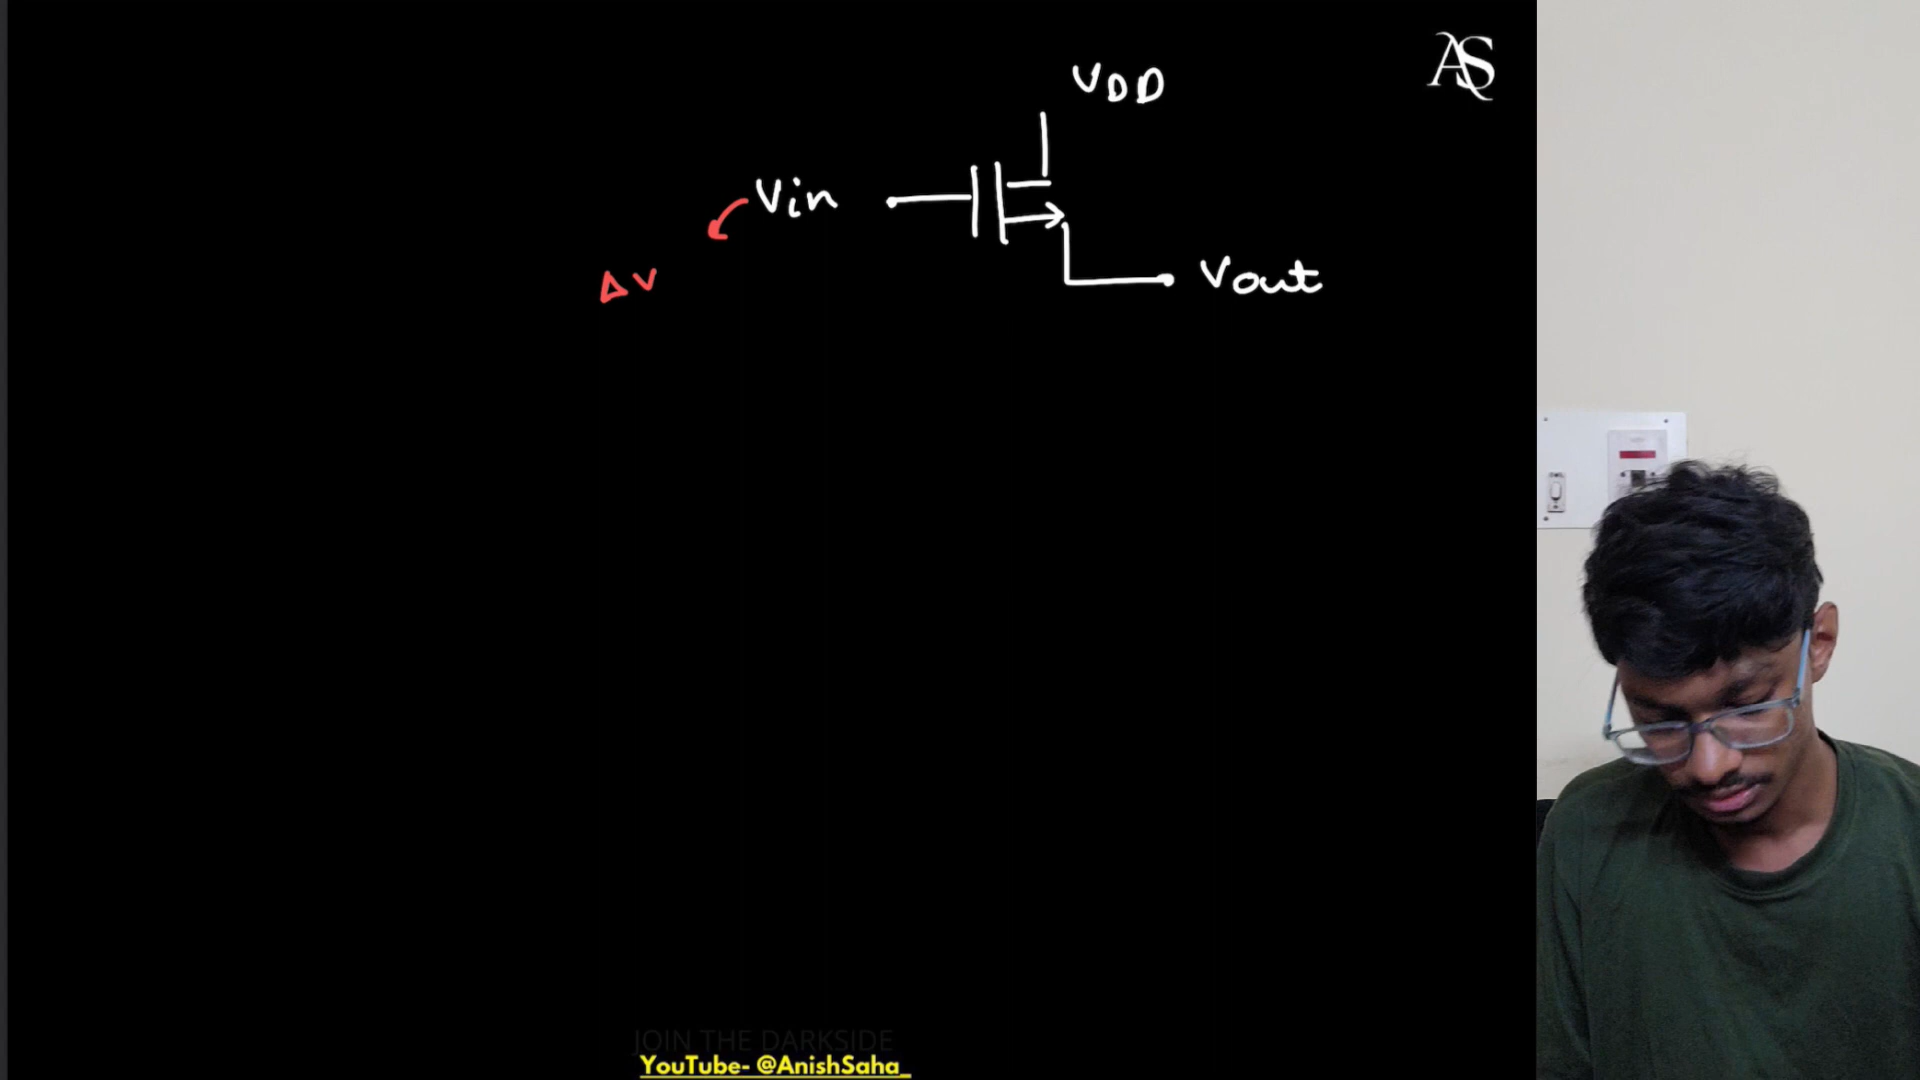 AS
VDD
Vin
ΔV
Vout
JOIN THE DARKSIDE
YouTube- @AnishSaha_